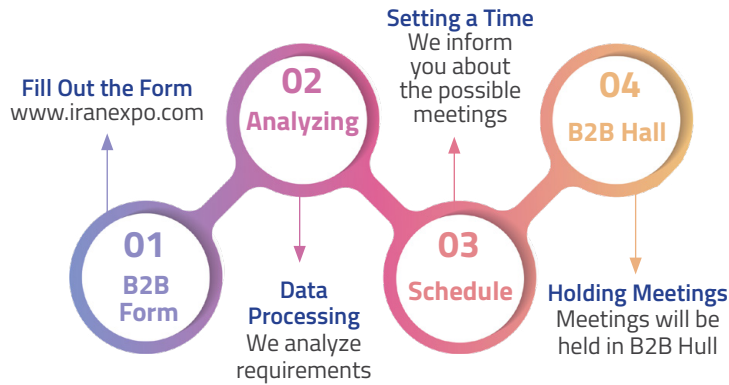 Fill Out the Form
www.iranexpo.com
01
B2B
Form
02
Analyzing
Data
Processing
We analyze
requirements
Setting a Time
We inform
you about
the possible
meetings
03
Schedule
04
B2B Hall
Holding Meetings
Meetings will be
held in B2B Hull